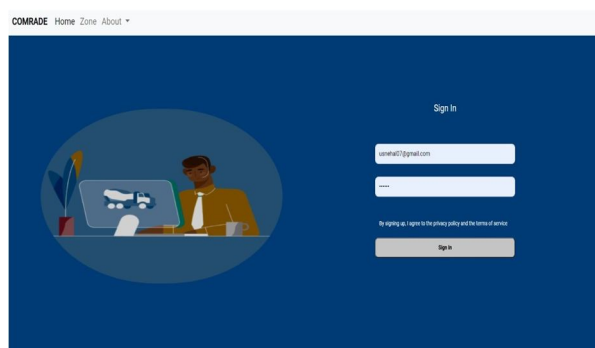 COMRADE Home Zone About
Sign In
usnehal07@gmail.com
······
By signing up, I agree to the privacy policy and the terms of service
Sign In